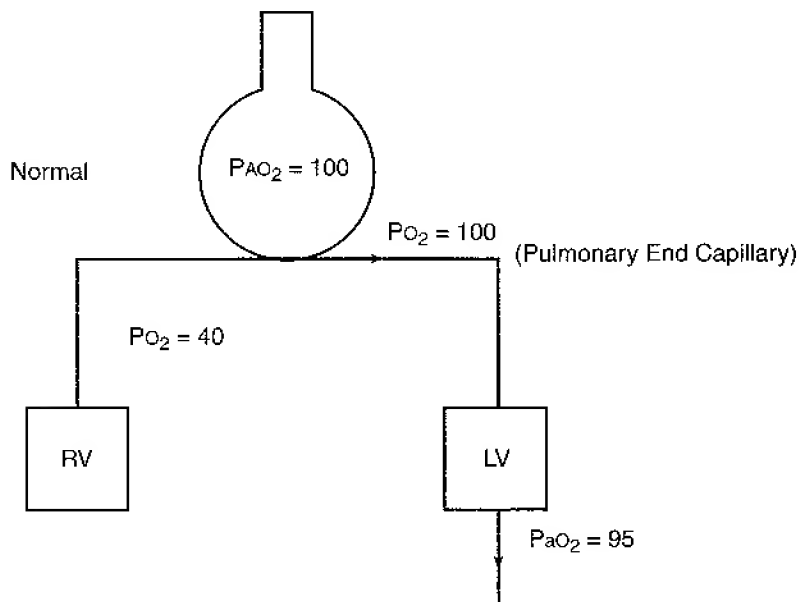 PAO₂ = 100
Normal
PO₂ = 100
(Pulmonary End Capillary)
PO₂ = 40
RV
LV
PaO₂ = 95